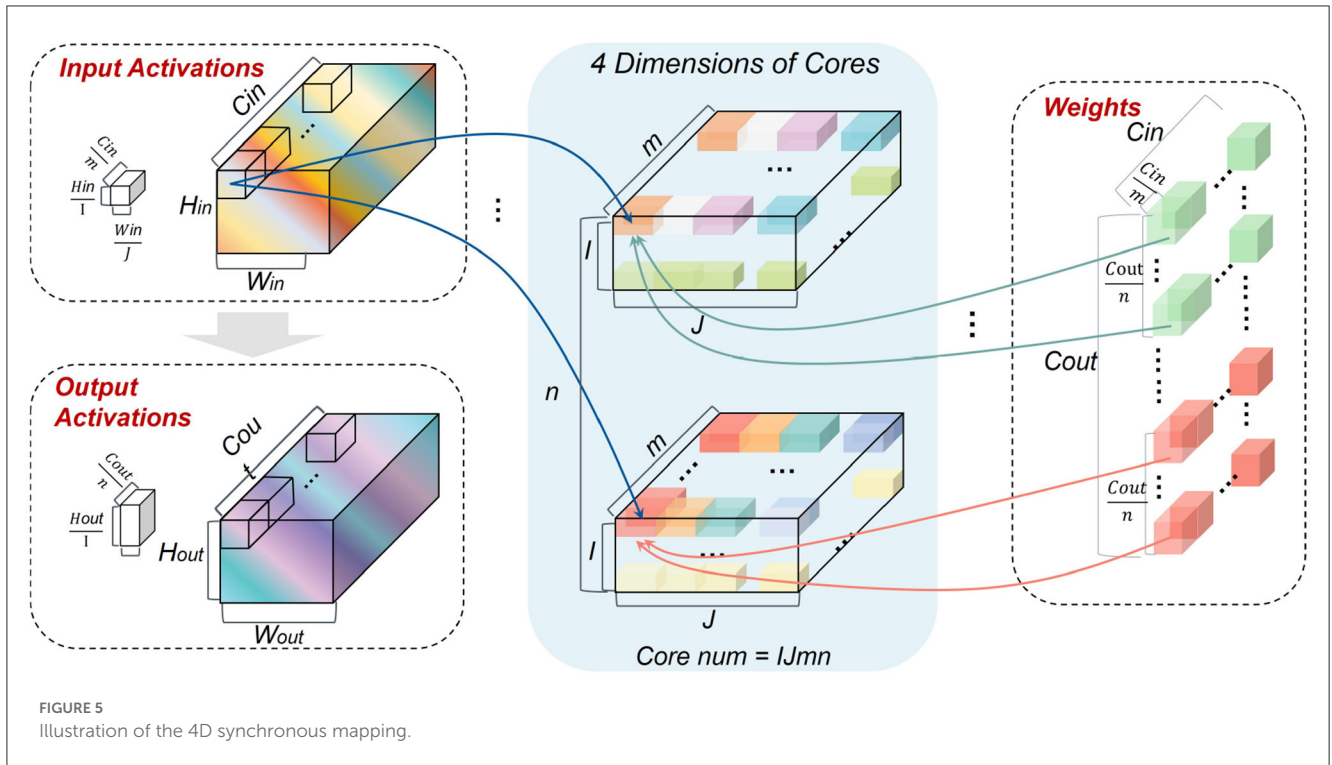 Input Activations
Cin
Cin
m
Hin
I
Win
J
Hin
Win
Output
Activations
Cou
t
Cout
n
Hout
I
Hout
Wout
4 Dimensions of Cores
m
I
J
n
m
I
J
Core num = IJmn
Weights
Cin
Cin
m
Cout
n
Cout
Cout
n
FIGURE 5
Illustration of the 4D synchronous mapping.